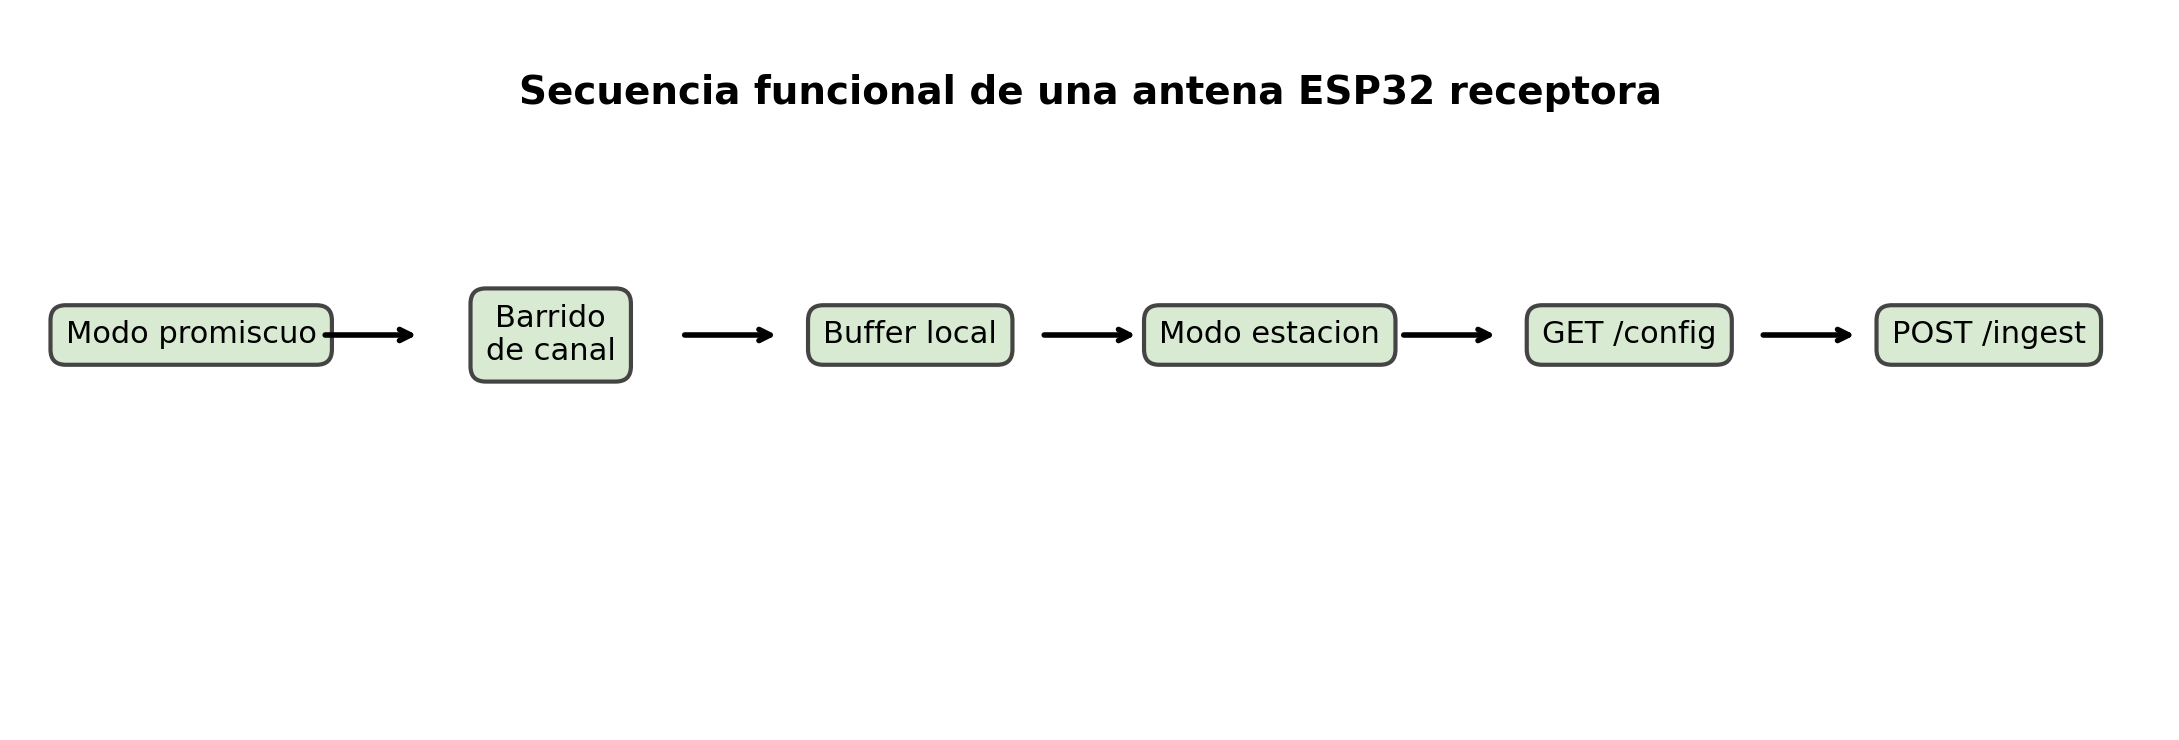 Secuencia funcional de una antena ESP32 receptora
Modo promiscuo
Barrido
de canal
Buffer local
Modo estacion
GET /config
POST /ingest